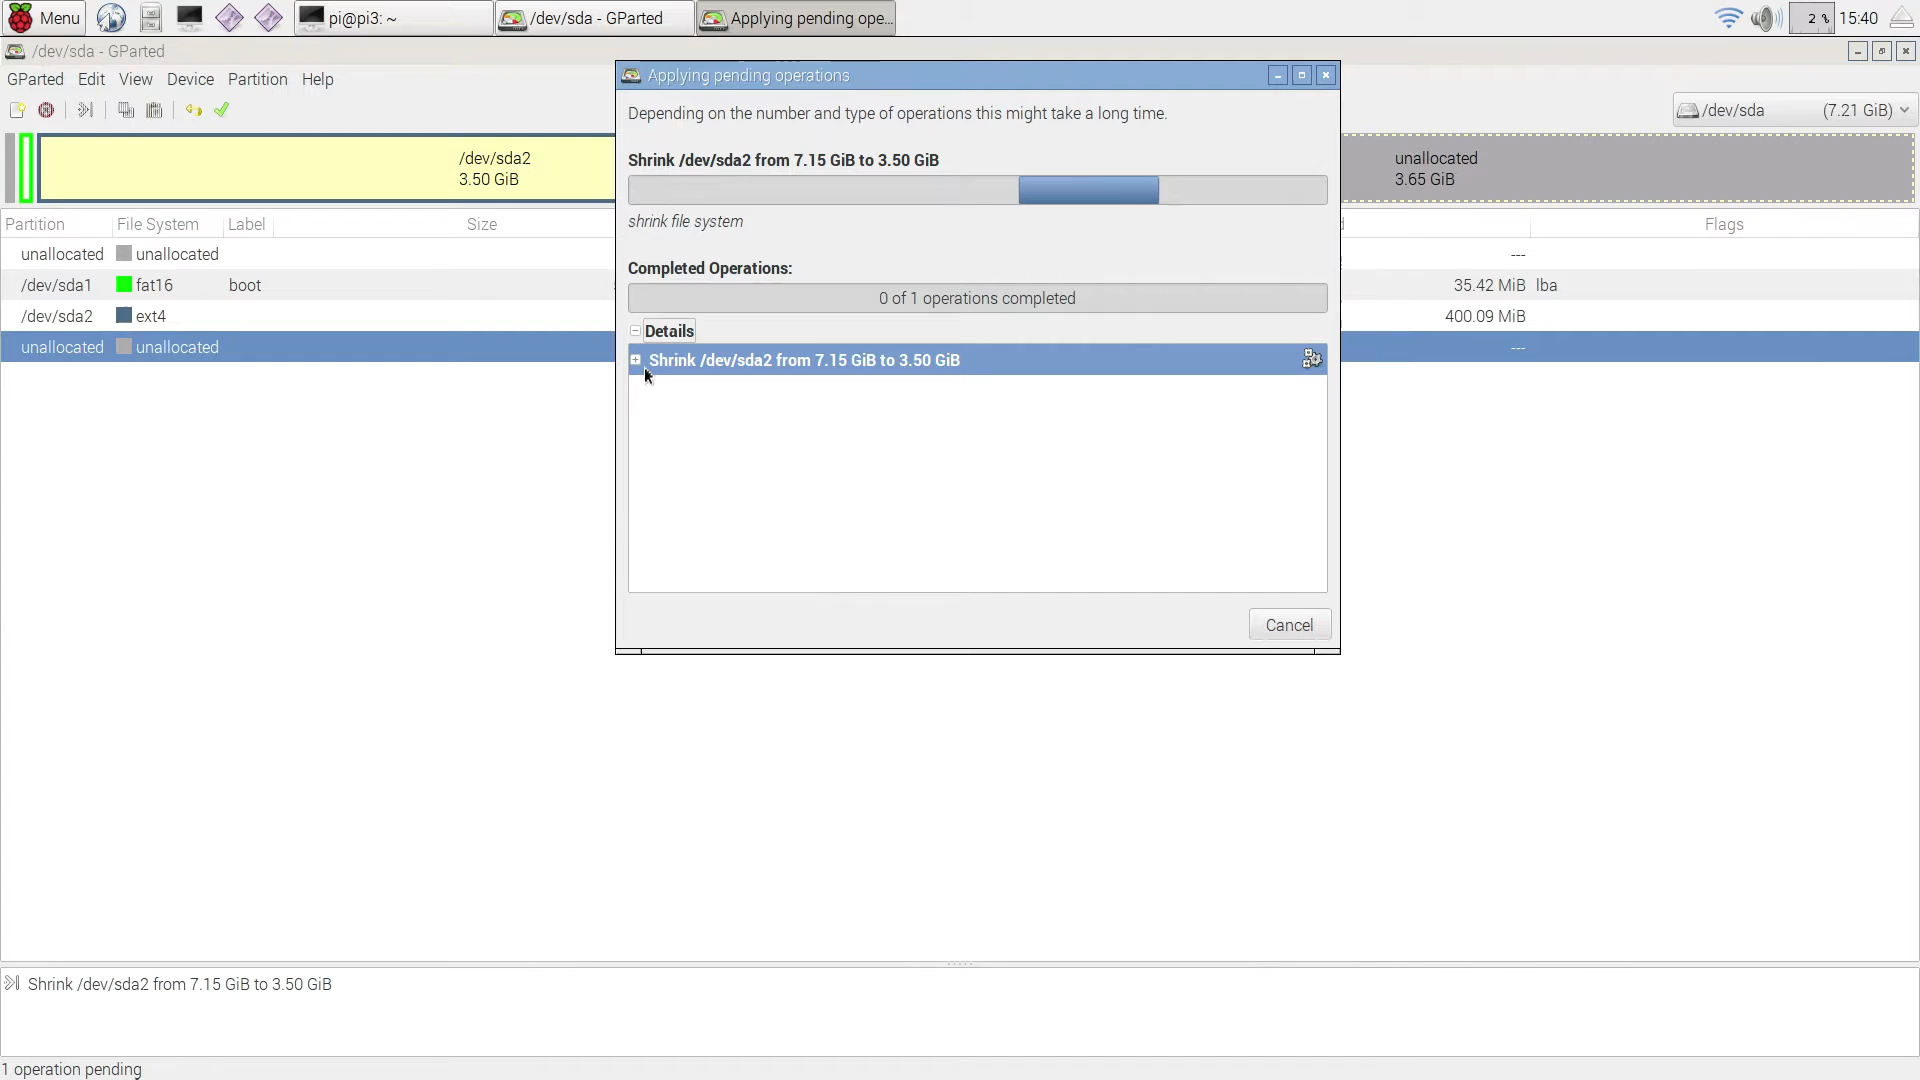 Menu
pi@pi3: ~
/dev/sda - GParted
Applying pending ope...
2 %
15:40
/dev/sda - GParted
GParted Edit View Device Partition Help
/dev/sda (7.21 GiB)
Applying pending operations
Depending on the number and type of operations this might take a long time.
Shrink /dev/sda2 from 7.15 GiB to 3.50 GiB
shrink file system
Completed Operations:
0 of 1 operations completed
Details
Shrink /dev/sda2 from 7.15 GiB to 3.50 GiB
Cancel
/dev/sda2
3.50 GiB
unallocated
3.65 GiB
Partition File System Label Size Flags
unallocated unallocated ---
/dev/sda1 fat16 boot 35.42 MiB lba
/dev/sda2 ext4 400.09 MiB
unallocated unallocated ---
Shrink /dev/sda2 from 7.15 GiB to 3.50 GiB
1 operation pending